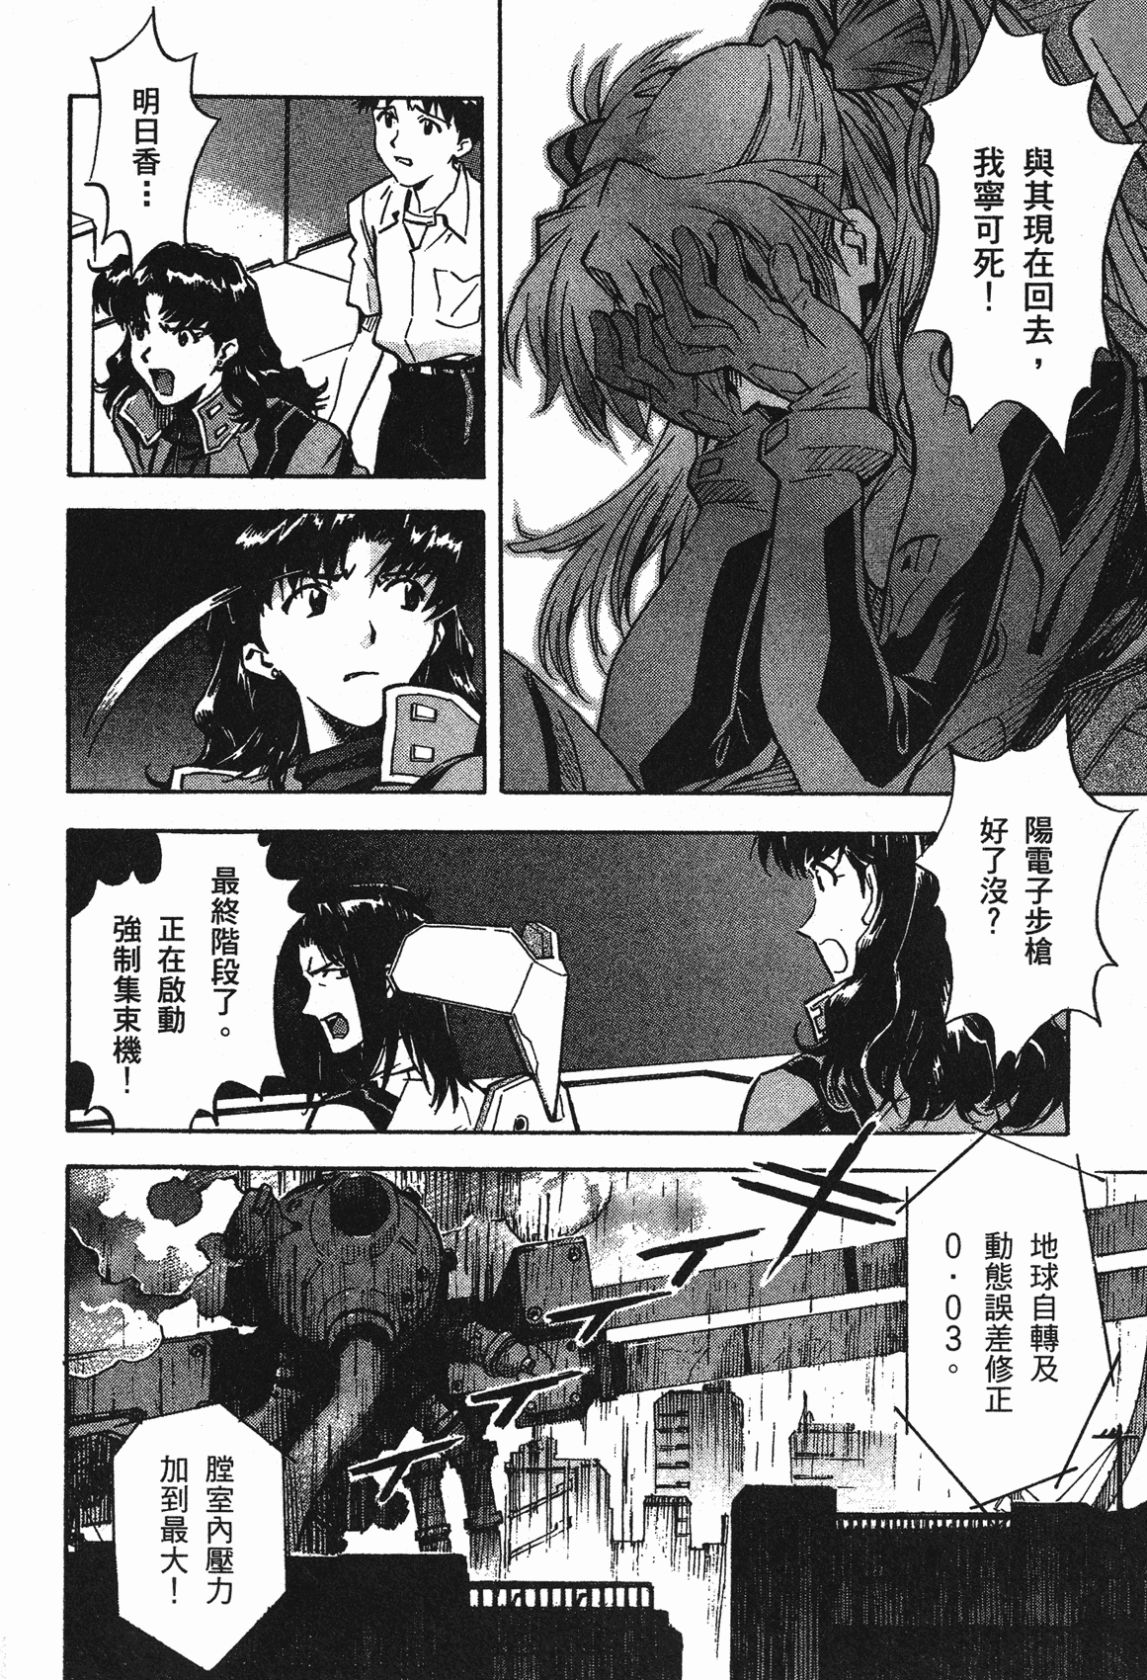 與其現在回去，
我寧可死！
明日香…
陽電子步槍
好了沒？
最終階段了。
正在啟動
強制集束機！
地球自轉及
動態誤差修正
0．03。
膛室內壓力
加到最大！